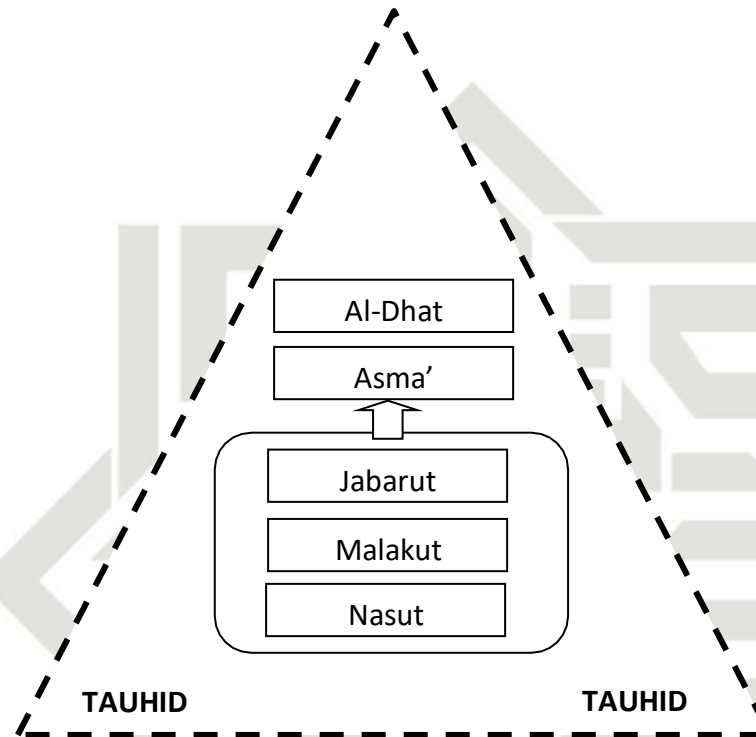 Al-Dhat
Asma’
Jabarut
Malakut
Nasut
TAUHID TAUHID